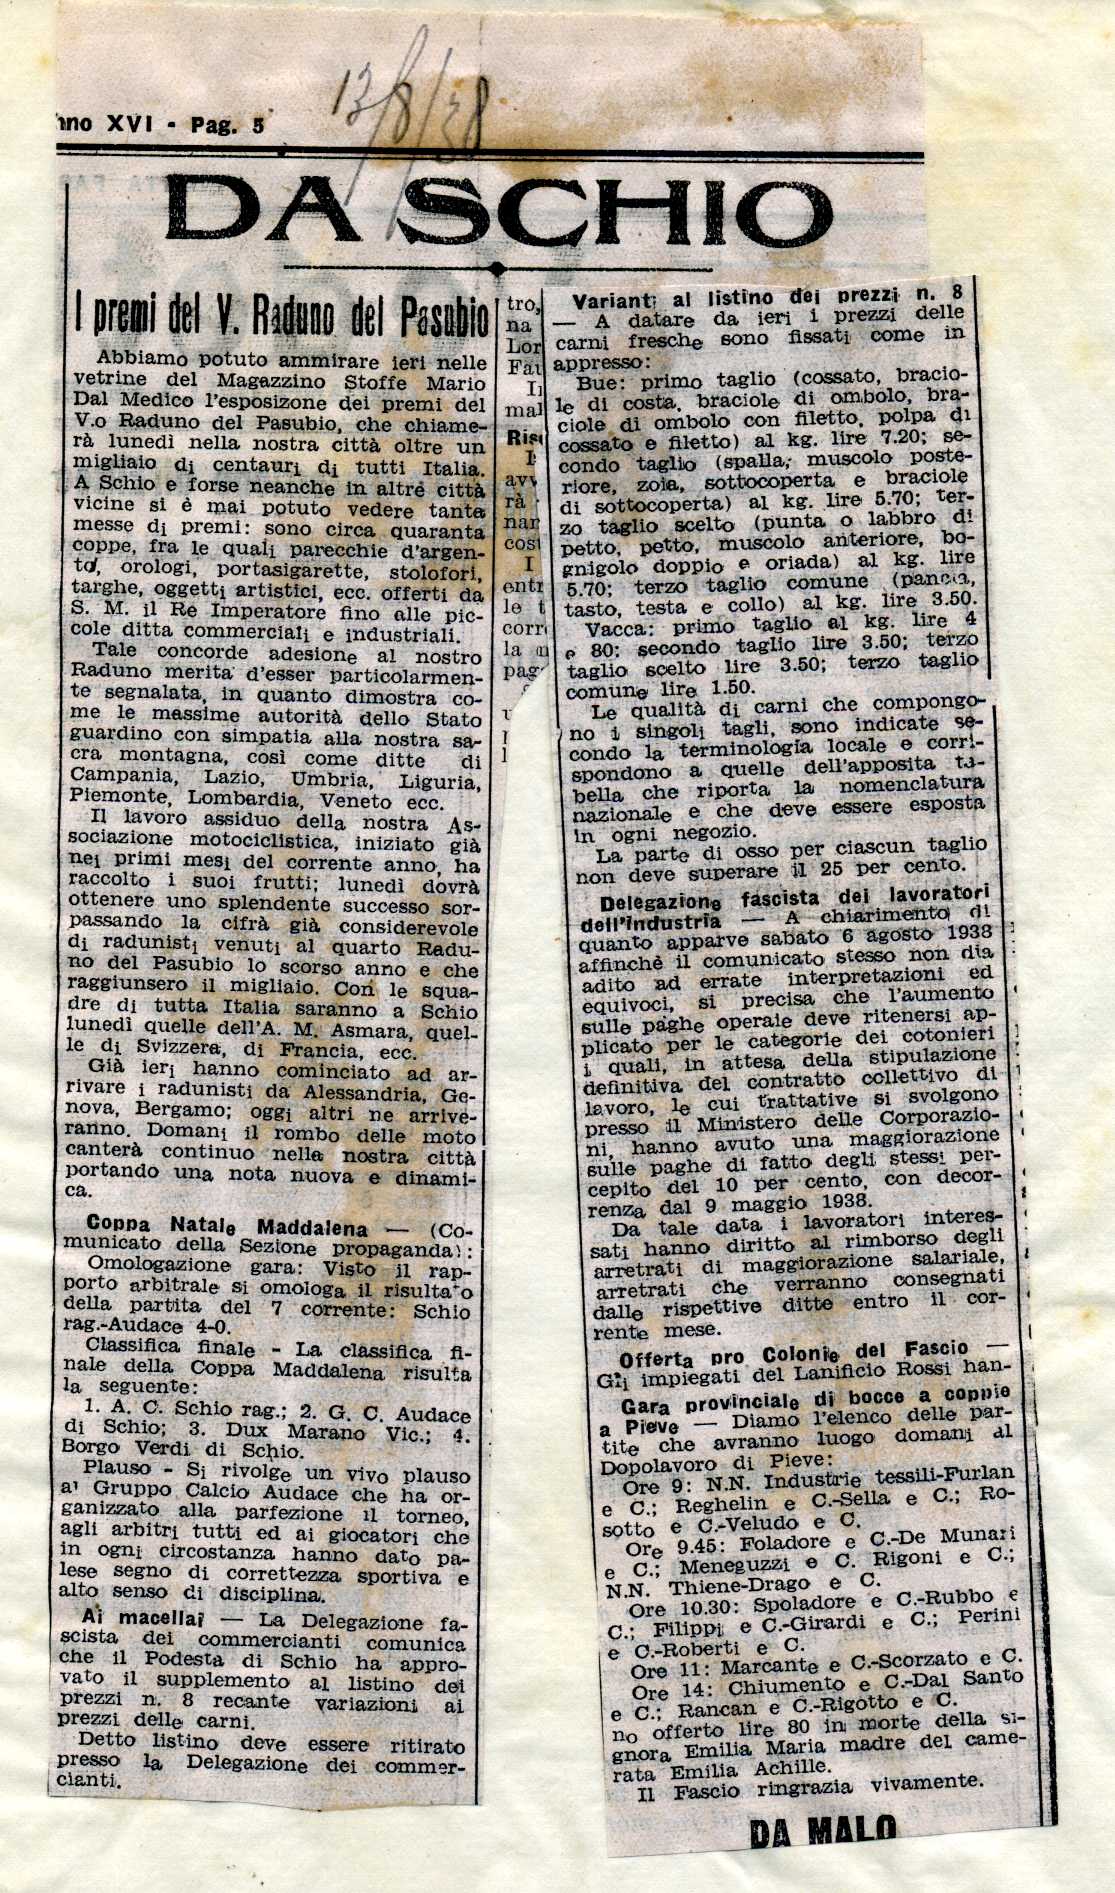 nno XVI - Pag. 5
13/8/38
DA SCHIO
I premi del V. Raduno del Pasubio
Abbiamo potuto ammirare ieri nelle
vetrine del Magazzino Stoffe Mario
Dal Medico l'esposizone dei premi del
V.o Raduno del Pasubio, che chiame-
rà lunedì nella nostra città oltre un
migliaio di centauri di tutti Italia.
A Schio e forse neanche in altre città
vicine si è mai potuto vedere tanta
messe di premi: sono circa quaranta
coppe, fra le quali parecchie d'argen-
to, orologi, portasigarette, stolofori,
targhe, oggetti artistici, ecc. offerti da
S. M. il Re Imperatore fino alle pic-
cole ditta commerciali e industriali.
Tale concorde adesione al nostro
Raduno merita d'esser particolarmen-
te segnalata, in quanto dimostra co-
me le massime autorità dello Stato
guardino con simpatia alla nostra sa-
cra montagna, così come ditte di
Campania, Lazio, Umbria, Liguria,
Piemonte, Lombardia, Veneto ecc.
Il lavoro assiduo della nostra As-
sociazione motociclistica, iniziato già
nei primi mesi del corrente anno, ha
raccolto i suoi frutti; lunedì dovrà
ottenere uno splendente successo sor-
passando la cifrà già considerevole
di radunisti venuti al quarto Radu-
no del Pasubio lo scorso anno e che
raggiunsero il migliaio. Con le squa-
dre di tutta Italia saranno a Schio
lunedì quelle dell'A. M. Asmara, quel-
le di Svizzera, di Francia, ecc.
Già ieri hanno cominciato ad ar-
rivare i radunisti da Alessandria, Ge-
nova, Bergamo; oggi altri ne arrive-
ranno. Domani il rombo delle moto
canterà continuo nella nostra città
portando una nota nuova e dinami-
ca.
Coppa Natale Maddalena — (Co-
municato della Sezione propaganda):
Omologazione gara: Visto il rap-
porto arbitrale si omologa il risultato
della partita del 7 corrente: Schio
rag.-Audace 4-0.
Classifica finale - La classifica fi-
nale della Coppa Maddalena risulta
la seguente:
1. A. C. Schio rag.; 2. G. C. Audace
di Schio; 3. Dux Marano Vic.; 4.
Borgo Verdi di Schio.
Plauso - Si rivolge un vivo plauso
al Gruppo Calcio Audace che ha or-
ganizzato alla parfezione il torneo,
agli arbitri tutti ed ai giocatori che
in ogni circostanza hanno dato pa-
lese segno di correttezza sportiva e
alto senso di disciplina.
Ai macellai — La Delegazione fa-
scista dei commercianti comunica
che il Podesta di Schio ha appro-
vato il supplemento al listino dei
prezzi n. 8 recante variazioni ai
prezzi delle carni.
Detto listino deve essere ritirato
presso la Delegazione dei commer-
cianti.
tro,
na
Lor
Fau
mal
avv
rà
nar
cost
I
entr
le t
corr
la
pag
Varianti al listino dei prezzi n. 8
— A datare da ieri i prezzi delle
carni fresche sono fissati come in
appresso:
Bue: primo taglio (cossato, bracio-
le di costa, braciole di ombolo, bra-
ciole di ombolo con filetto, polpa di
cossato e filetto) al kg. lire 7.20; se-
condo taglio (spalla, muscolo poste-
riore, zoia, sottocoperta e braciole
di sottocoperta) al kg. lire 5.70; ter-
zo taglio scelto (punta o labbro di
petto, petto, muscolo anteriore, bo-
gnigolo doppio e oriada) al kg. lire
5.70; terzo taglio comune (pancia,
tasto, testa e collo) al kg. lire 3.50.
Vacca: primo taglio al kg. lire 4
e 80; secondo taglio lire 3.50; terzo
taglio scelto lire 3.50; terzo taglio
comune lire 1.50.
Le qualità di carni che compongo-
no i singoli tagli, sono indicate se-
condo la terminologia locale e corri-
spondono a quelle dell'apposita ta-
bella che riporta la nomenclatura
nazionale e che deve essere esposta
in ogni negozio.
La parte di osso per ciascun taglio
non deve superare il 25 per cento.
Delegazione fascista dei lavoratori
dell'industria — A chiarimento di
quanto apparve sabato 6 agosto 1938
affinchè il comunicato stesso non dia
adito ad errate interpretazioni ed
equivoci, si precisa che l'aumento
sulle paghe operaie deve ritenersi ap-
plicato per le categorie dei cotonieri
i quali, in attesa della stipulazione
definitiva del contratto collettivo di
lavoro, le cui trattative si svolgono
presso il Ministero delle Corporazio-
ni, hanno avuto una maggiorazione
sulle paghe di fatto degli stessi per-
cepito del 10 per cento, con decor-
renza dal 9 maggio 1938.
Da tale data i lavoratori interes-
sati hanno diritto al rimborso degli
arretrati di maggiorazione salariale,
arretrati che verranno consegnati
dalle rispettive ditte entro il cor-
rente mese.
Offerta pro Colonie del Fascio —
Gli impiegati del Lanificio Rossi han-
Gara provinciale di bocce a coppie
a Pieve — Diamo l'elenco delle par-
tite che avranno luogo domani al
Dopolavoro di Pieve:
Ore 9: N.N. Industrie tessili-Furlan
e C.; Reghelin e C.-Sella e C.; Ro-
sotto e C.-Veludo e C.
Ore 9.45: Foladore e C.-De Munari
e C.; Meneguzzi e C. Rigoni e C.;
N.N. Thiene-Drago e C.
Ore 10.30: Spoladore e C.-Rubbo e
C.; Filippi e C.-Girardi e C.; Perini
e C.-Roberti e C.
Ore 11: Marcante e C.-Scorzato e C.
Ore 14: Chiumento e C.-Dal Santo
e C.; Rancan e C.-Rigotto e C.
no offerto lire 80 in morte della si-
gnora Emilia Maria madre del came-
rata Emilia Achille.
Il Fascio ringrazia vivamente.
DA MALO